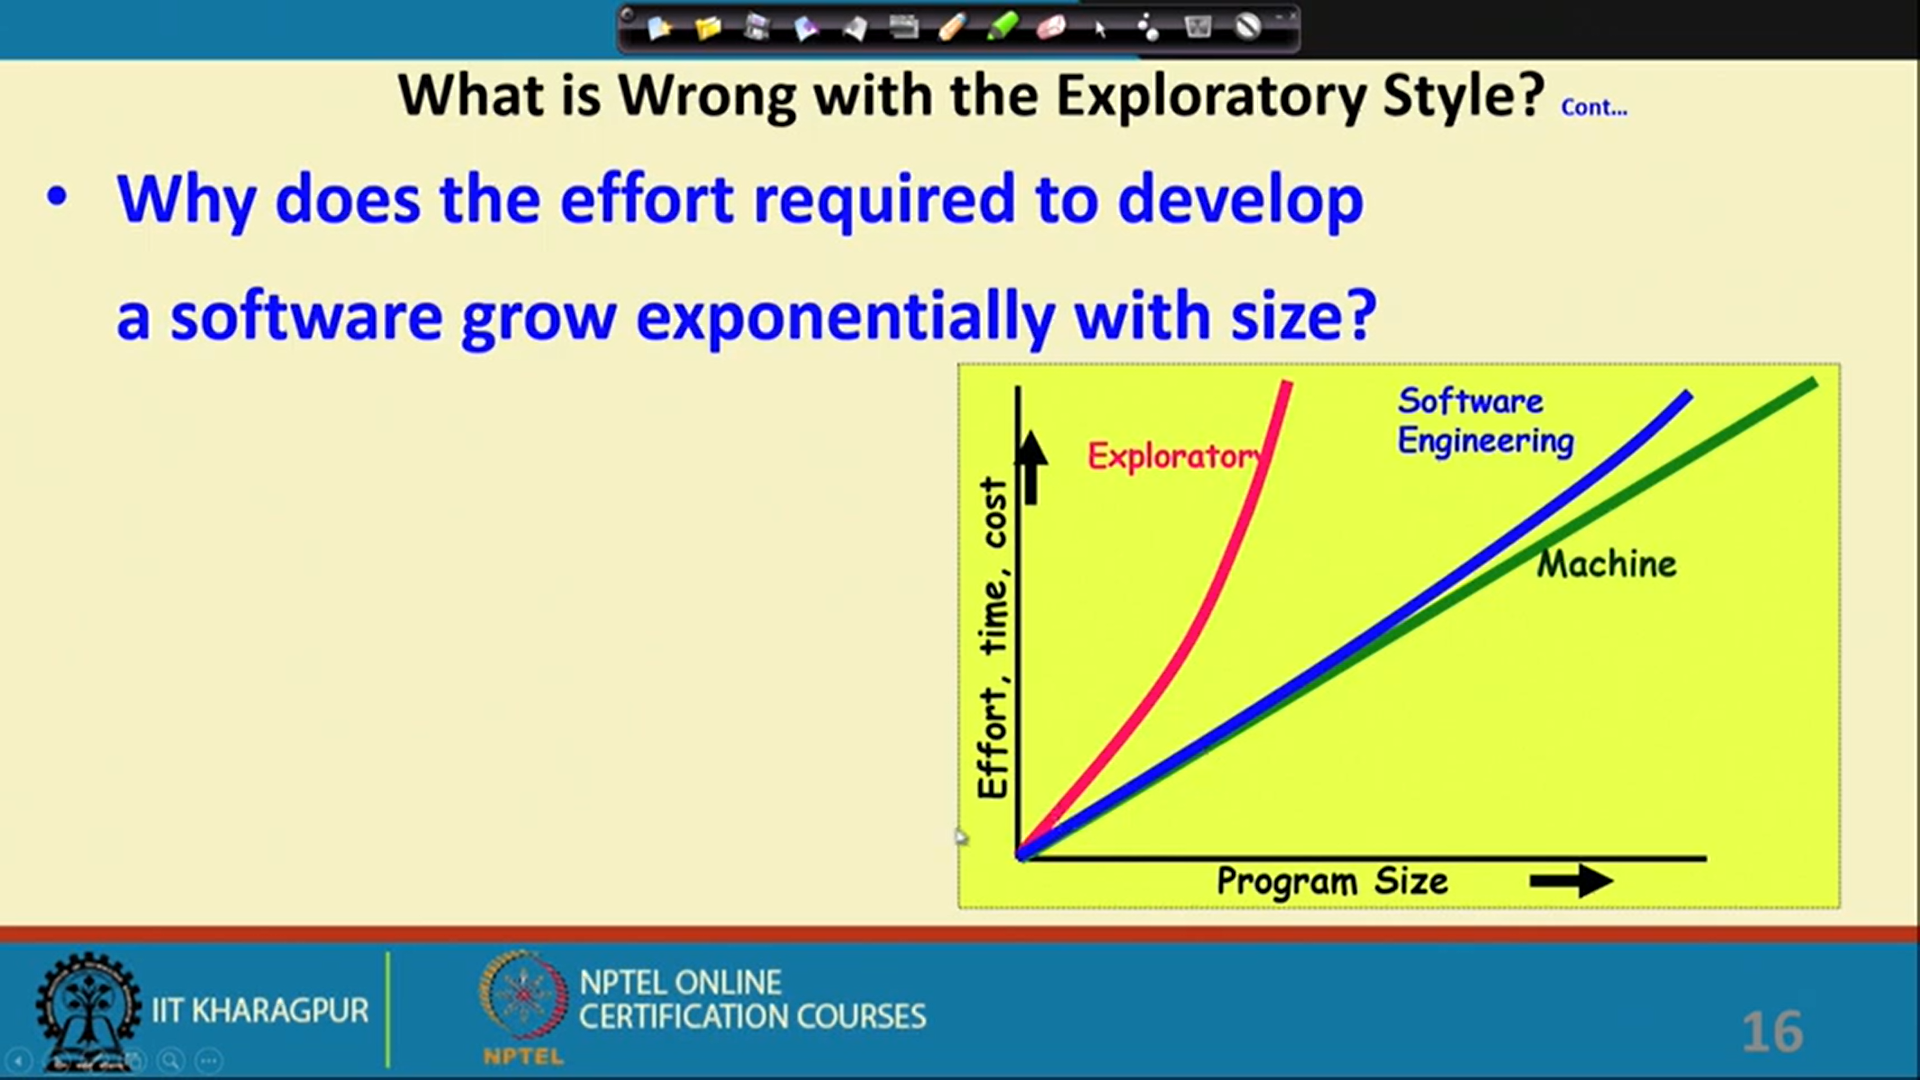 What is Wrong with the Exploratory Style? Cont...
• Why does the effort required to develop
a software grow exponentially with size?
Exploratory
Software
Engineering
Machine
Effort, time, cost
Program Size
IIT KHARAGPUR
NPTEL
NPTEL ONLINE
CERTIFICATION COURSES
16